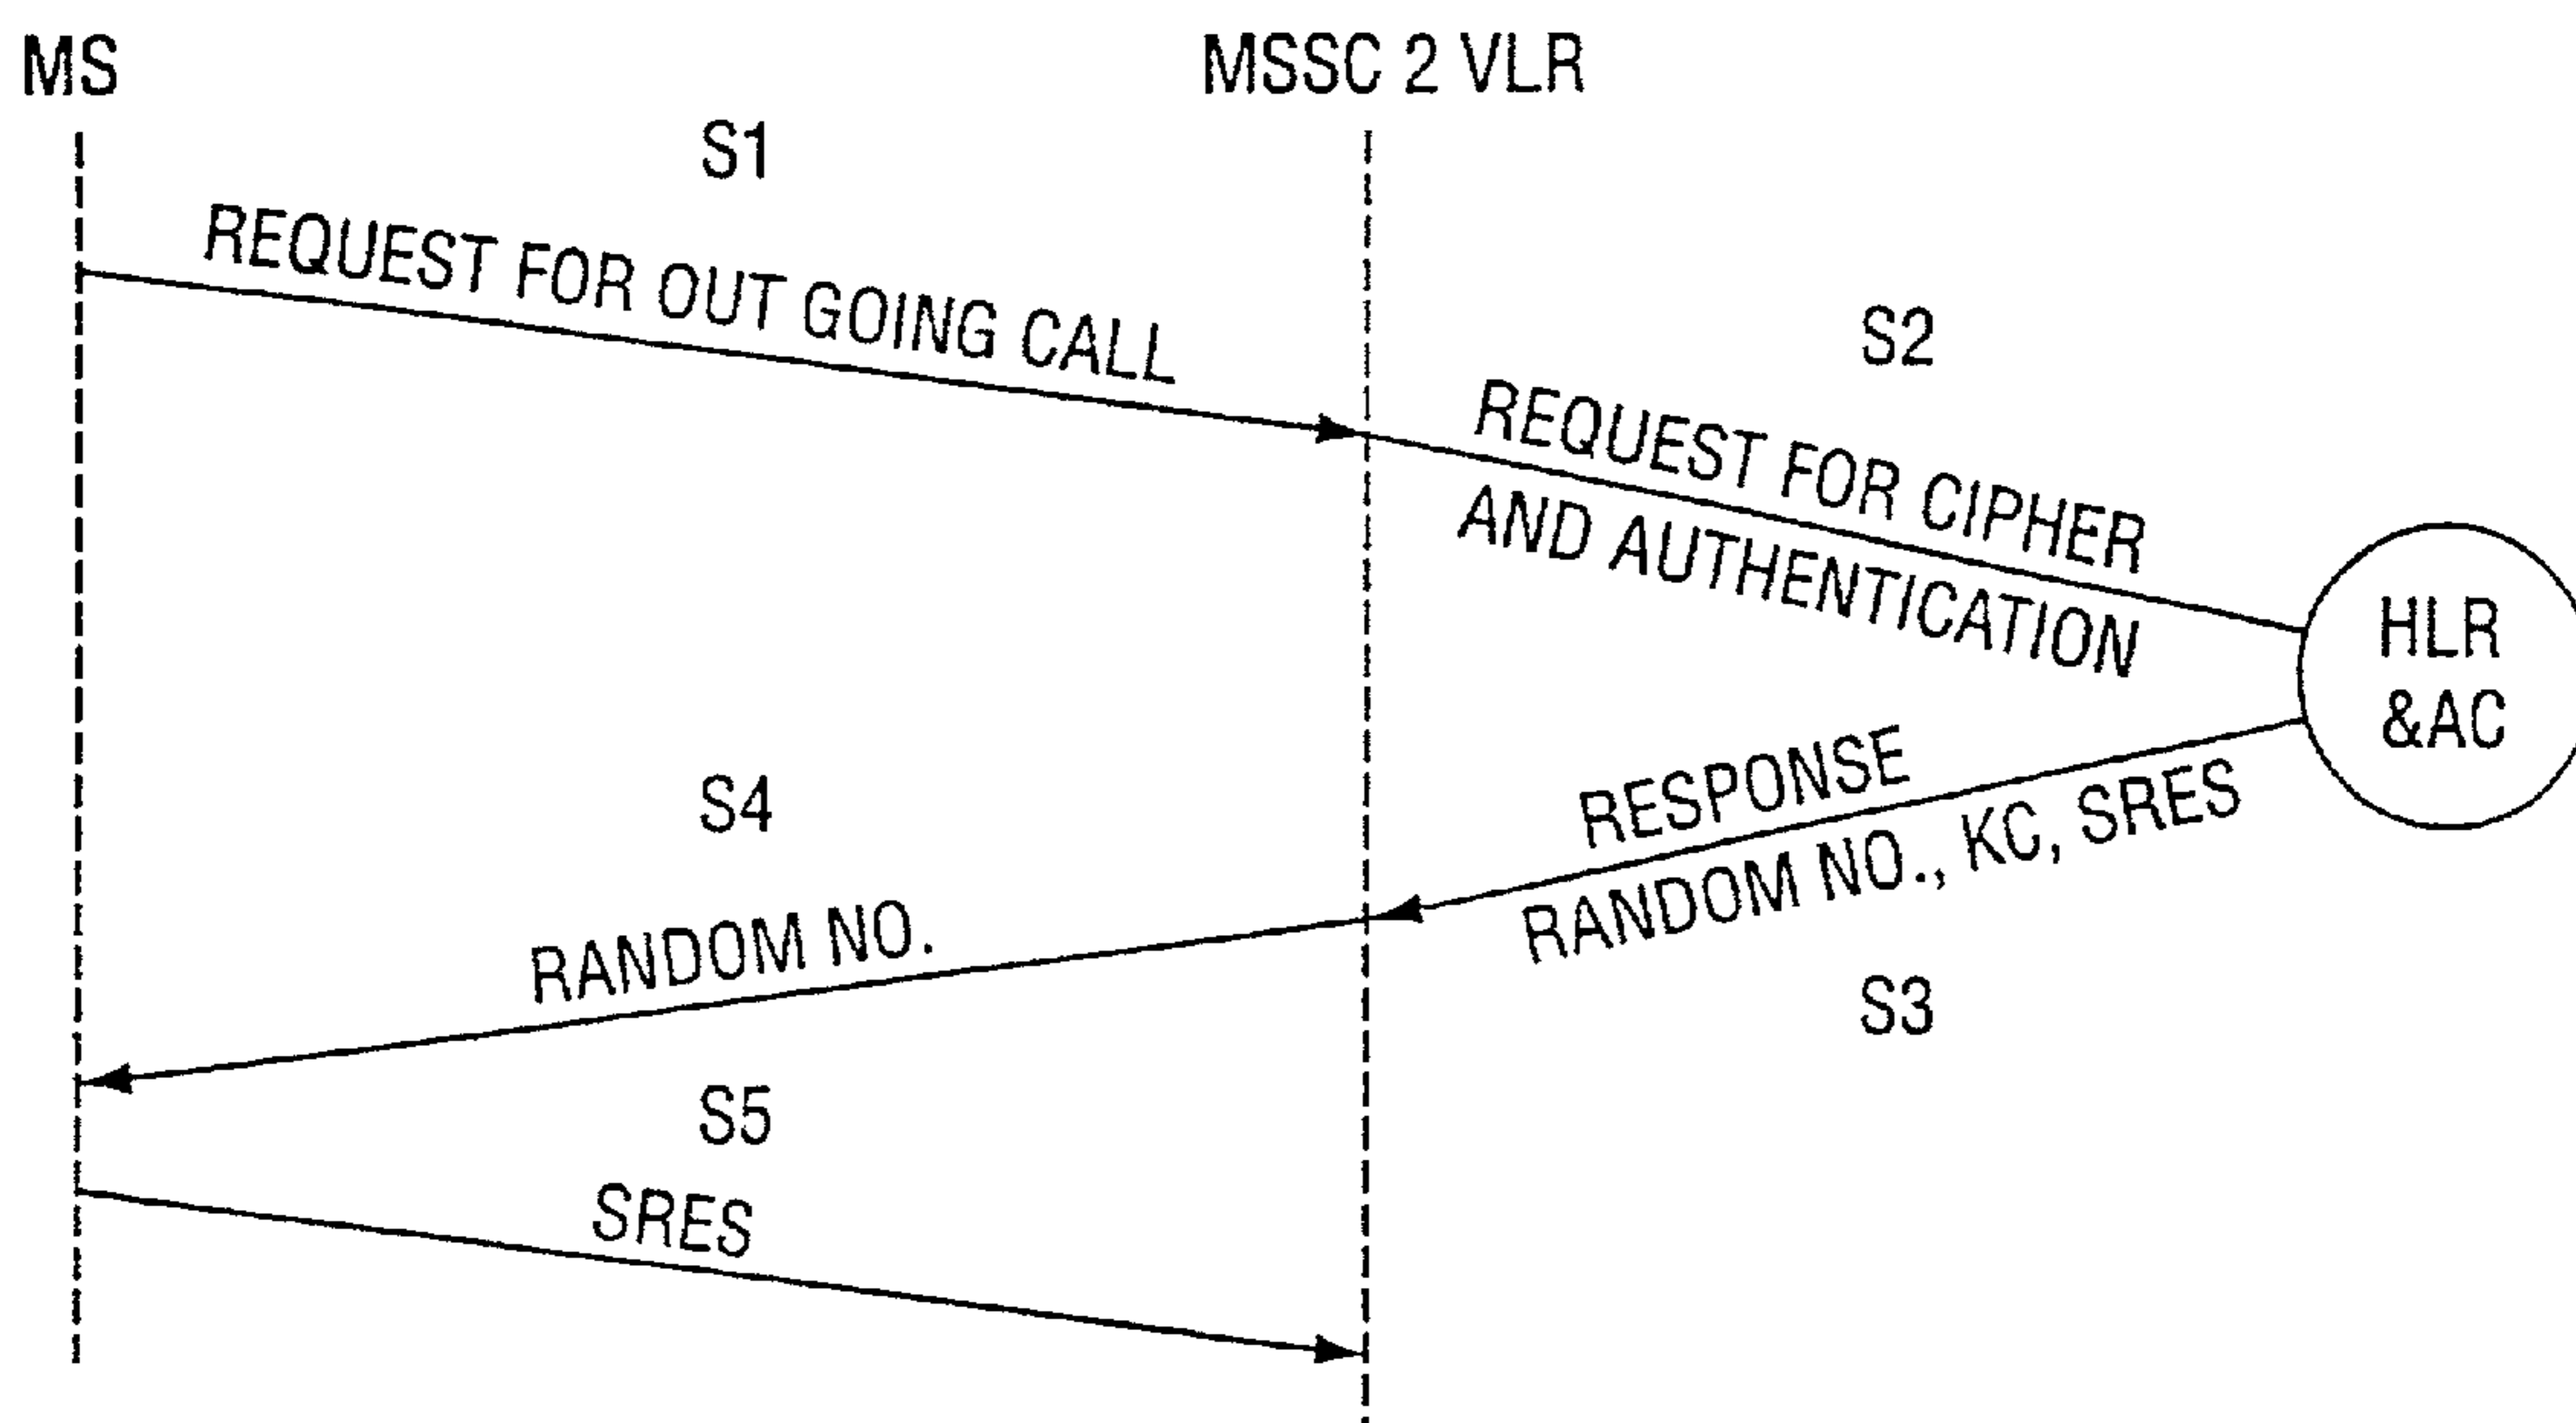 MS
MSSC 2 VLR
S1
REQUEST FOR OUT GOING CALL
S2
REQUEST FOR CIPHER
AND AUTHENTICATION
HLR
&AC
RESPONSE
RANDOM NO., KC, SRES
S3
S4
RANDOM NO.
S5
SRES